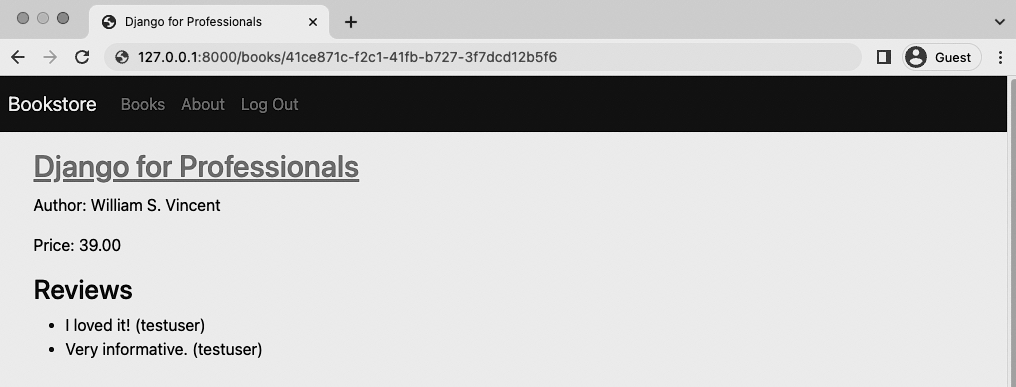 Django for Professionals
127.0.0.1:8000/books/41ce871c-f2c1-41fb-b727-3f7dcd12b5f6
Guest
Bookstore Books About Log Out
Django for Professionals
Author: William S. Vincent
Price: 39.00
Reviews
• I loved it! (testuser)
• Very informative. (testuser)